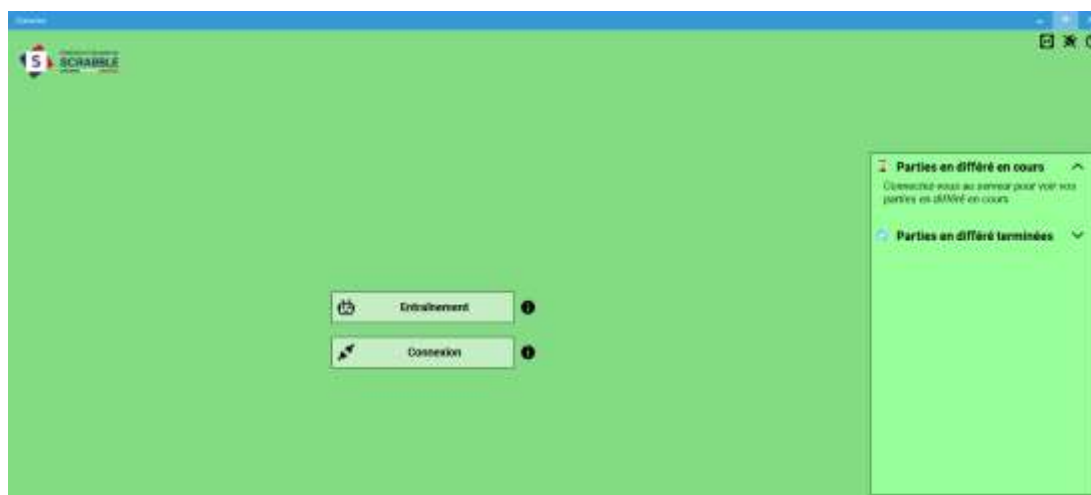 S
SCRABBLE
Parties en différé en cours
Connectez-vous au serveur pour voir vos
parties en différé en cours
Parties en différé terminées
Entraînement
Connexion